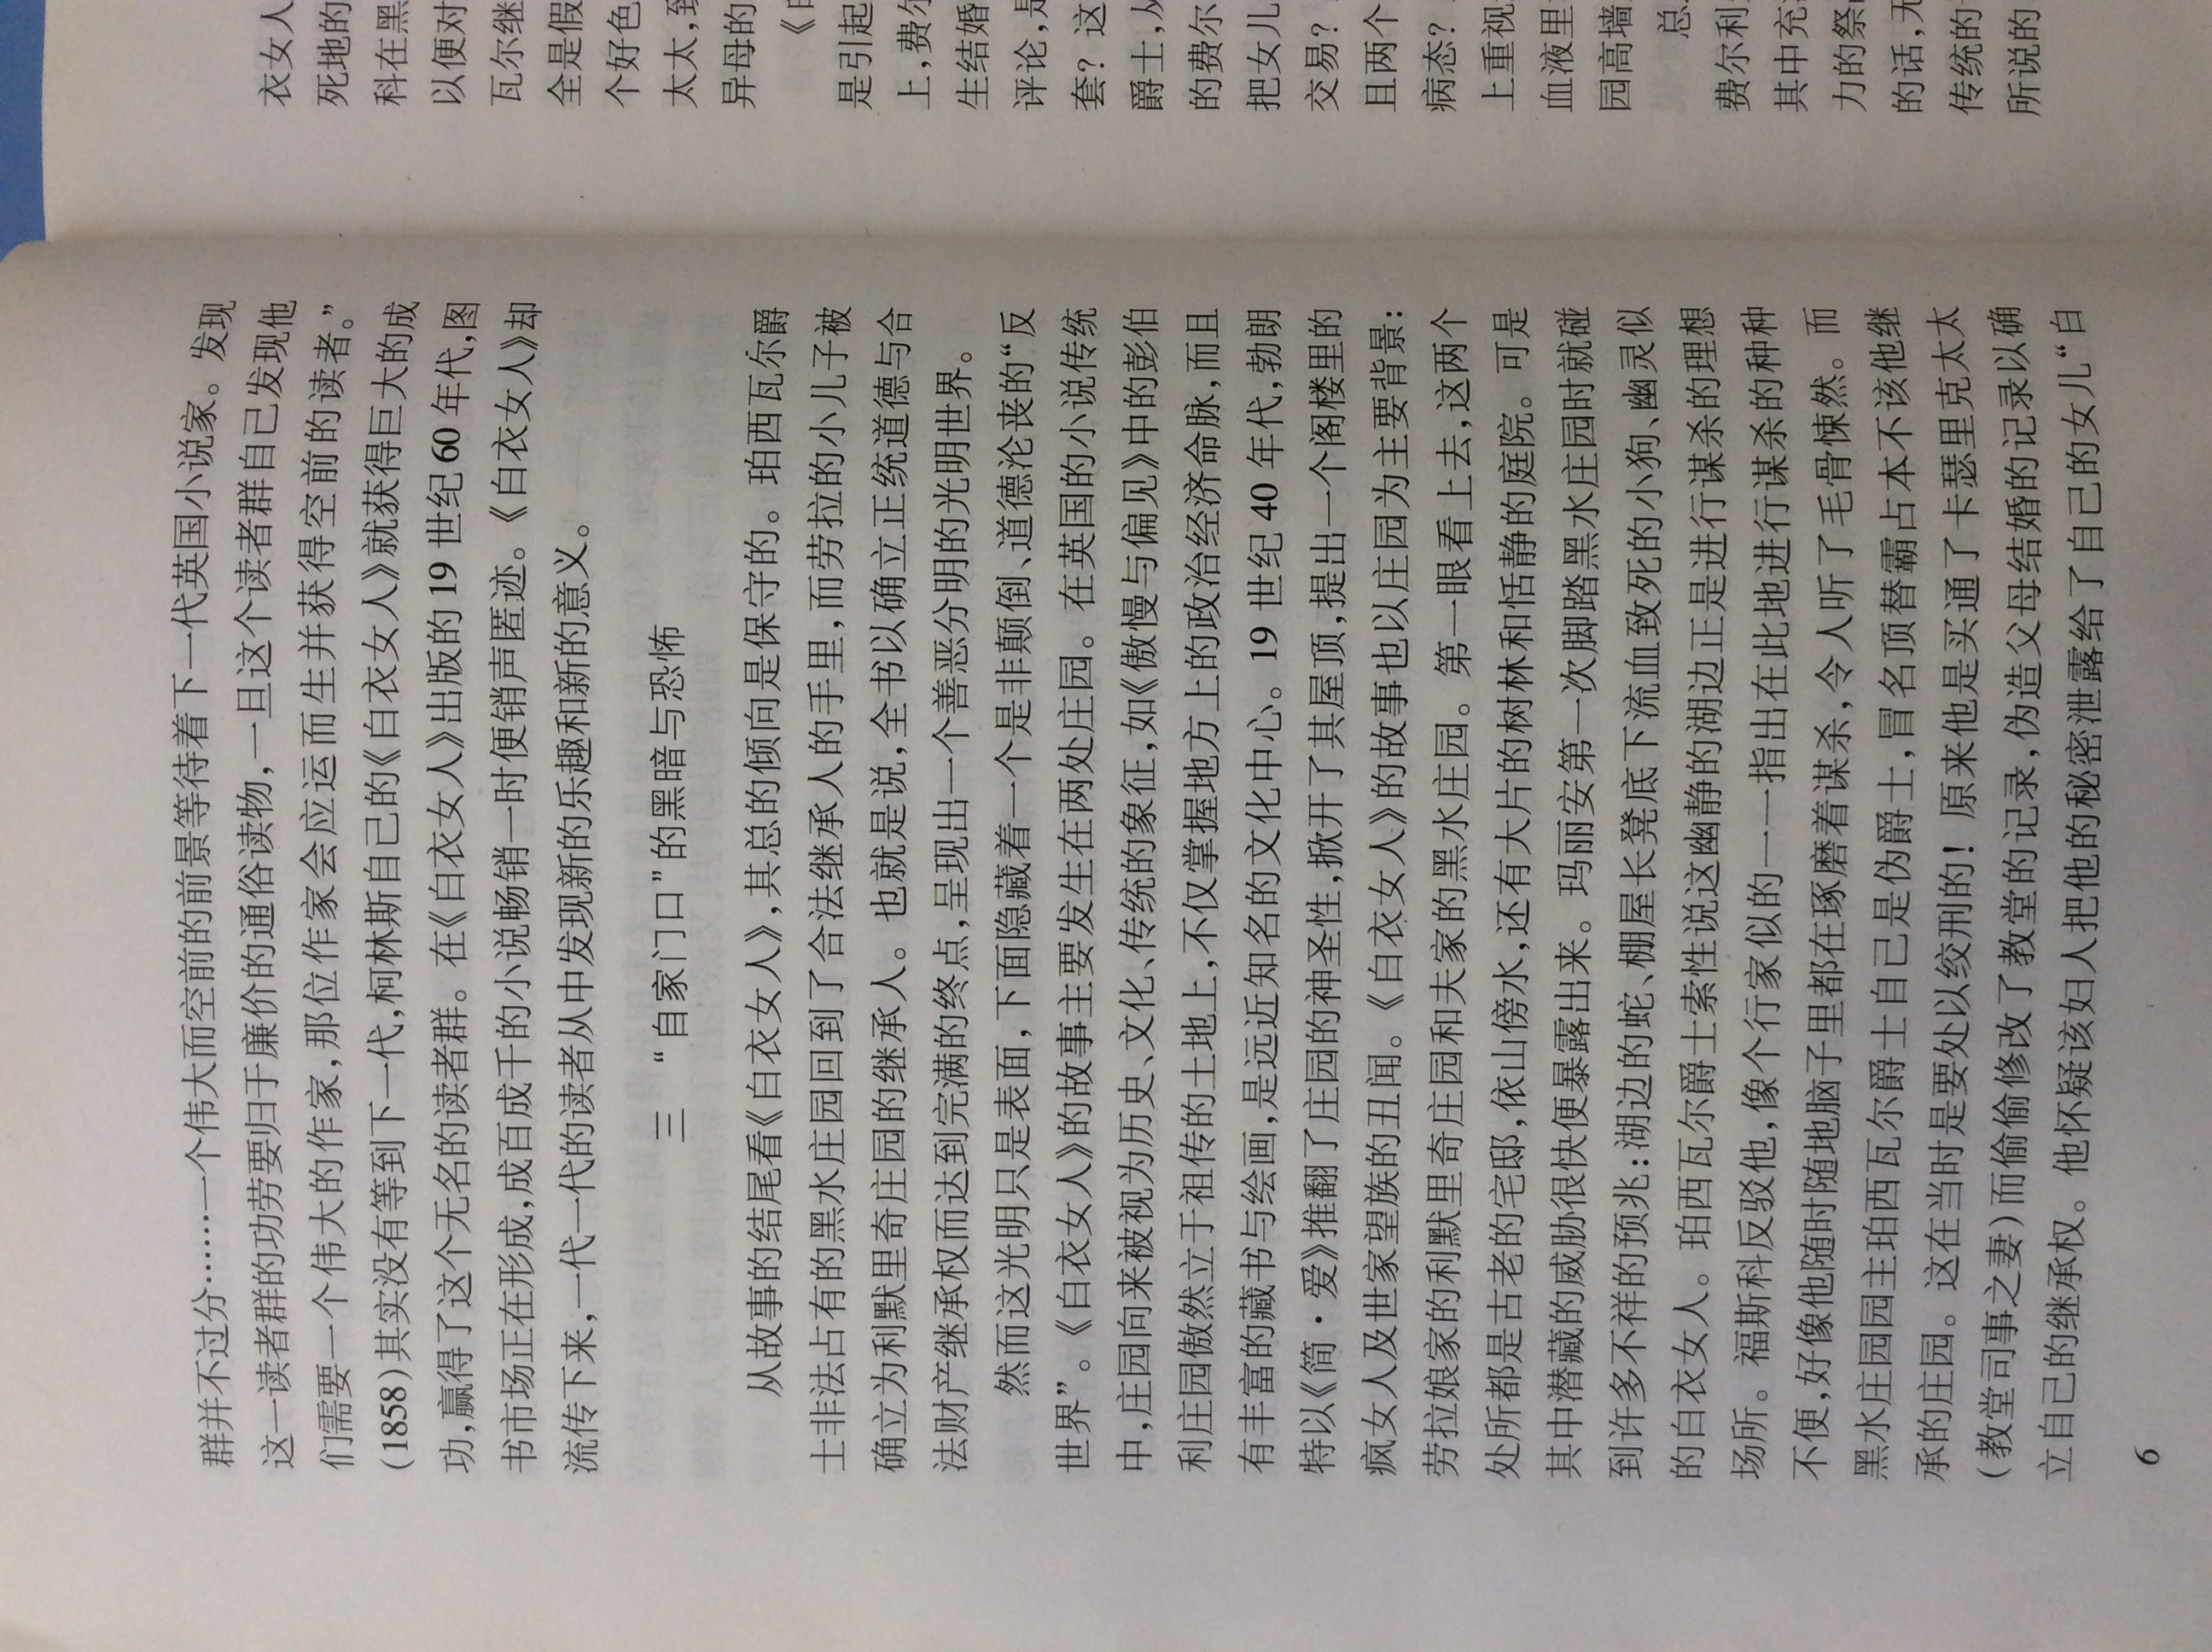 群并不过分……一个伟大而空前的前景等待着下一代英国小说家。发现
这一读者群的功劳要归于廉价的通俗读物,一旦这个读者群自己发现他
们需要一个伟大的作家,那位作家会应运而生并获得空前的读者。”
(1858)其实没有等到下一代,柯林斯自己的《白衣女人》就获得巨大的成
功,赢得了这个无名的读者群。在《白衣女人》出版的 19 世纪 60 年代,图
书市场正在形成,成百成千的小说畅销一时便销声匿迹。《白衣女人》却
流传下来,一代一代的读者从中发现新的乐趣和新的意义。
三 “自家门口”的黑暗与恐怖
从故事的结尾看《白衣女人》,其总的倾向是保守的。珀西瓦尔爵
士非法占有的黑水庄园回到了合法继承人的手里,而劳拉的小儿子被
确立为利默里奇庄园的继承人。也就是说,全书以确立正统道德与合
法财产继承权而达到完满的终点,呈现出一个善恶分明的光明世界。
然而这光明只是表面,下面隐藏着一个是非颠倒、道德沦丧的“反
世界”。《白衣女人》的故事主要发生在两处庄园。在英国的小说传统
中,庄园向来被视为历史、文化、传统的象征,如《傲慢与偏见》中的彭伯
利庄园傲然立于祖传的土地上,不仅掌握地方上的政治经济命脉,而且
有丰富的藏书与绘画,是远近知名的文化中心。19 世纪 40 年代,勃朗
特以《简·爱》推翻了庄园的神圣性,掀开了其屋顶,提出一个阁楼里的
疯女人及世家望族的丑闻。《白衣女人》的故事也以庄园为主要背景:
劳拉娘家的利默里奇庄园和夫家的黑水庄园。第一眼看上去,这两个
处所都是古老的宅邸,依山傍水,还有大片的树林和恬静的庭院。可是
其中潜藏的威胁很快便暴露出来。玛丽安第一次脚踏黑水庄园时就碰
到许多不祥的预兆:湖边的蛇、棚屋长凳底下流血致死的小狗、幽灵似
的白衣女人。珀西瓦尔爵士索性说这幽静的湖边正是进行谋杀的理想
场所。福斯科反驳他,像个行家似的一一指出在此地进行谋杀的种种
不便,好像他随时随地脑子里都在琢磨着谋杀,令人听了毛骨悚然。而
黑水庄园园主珀西瓦尔爵士自己是伪爵士,冒名顶替霸占本不该他继
承的庄园。这在当时是要处以绞刑的!原来他是买通了卡瑟里克太太
(教堂司事之妻)而偷偷修改了教堂的记录,伪造父母结婚的记录以确
立自己的继承权。他怀疑该妇人把他的秘密泄露给了自己的女儿“白
6
衣女人
死地的
科在黑
以便对
瓦尔继
全是假
个好色
太太,致
异母的
《白
是引起
上,费尔
生结婚
评论,是
套?这
爵士,从
的费尔
把女儿
交易?
且两个
病态?
上重视
血液里
园高墙
总
费尔利
其中充
力的祭
的话,无
传统的
所说的